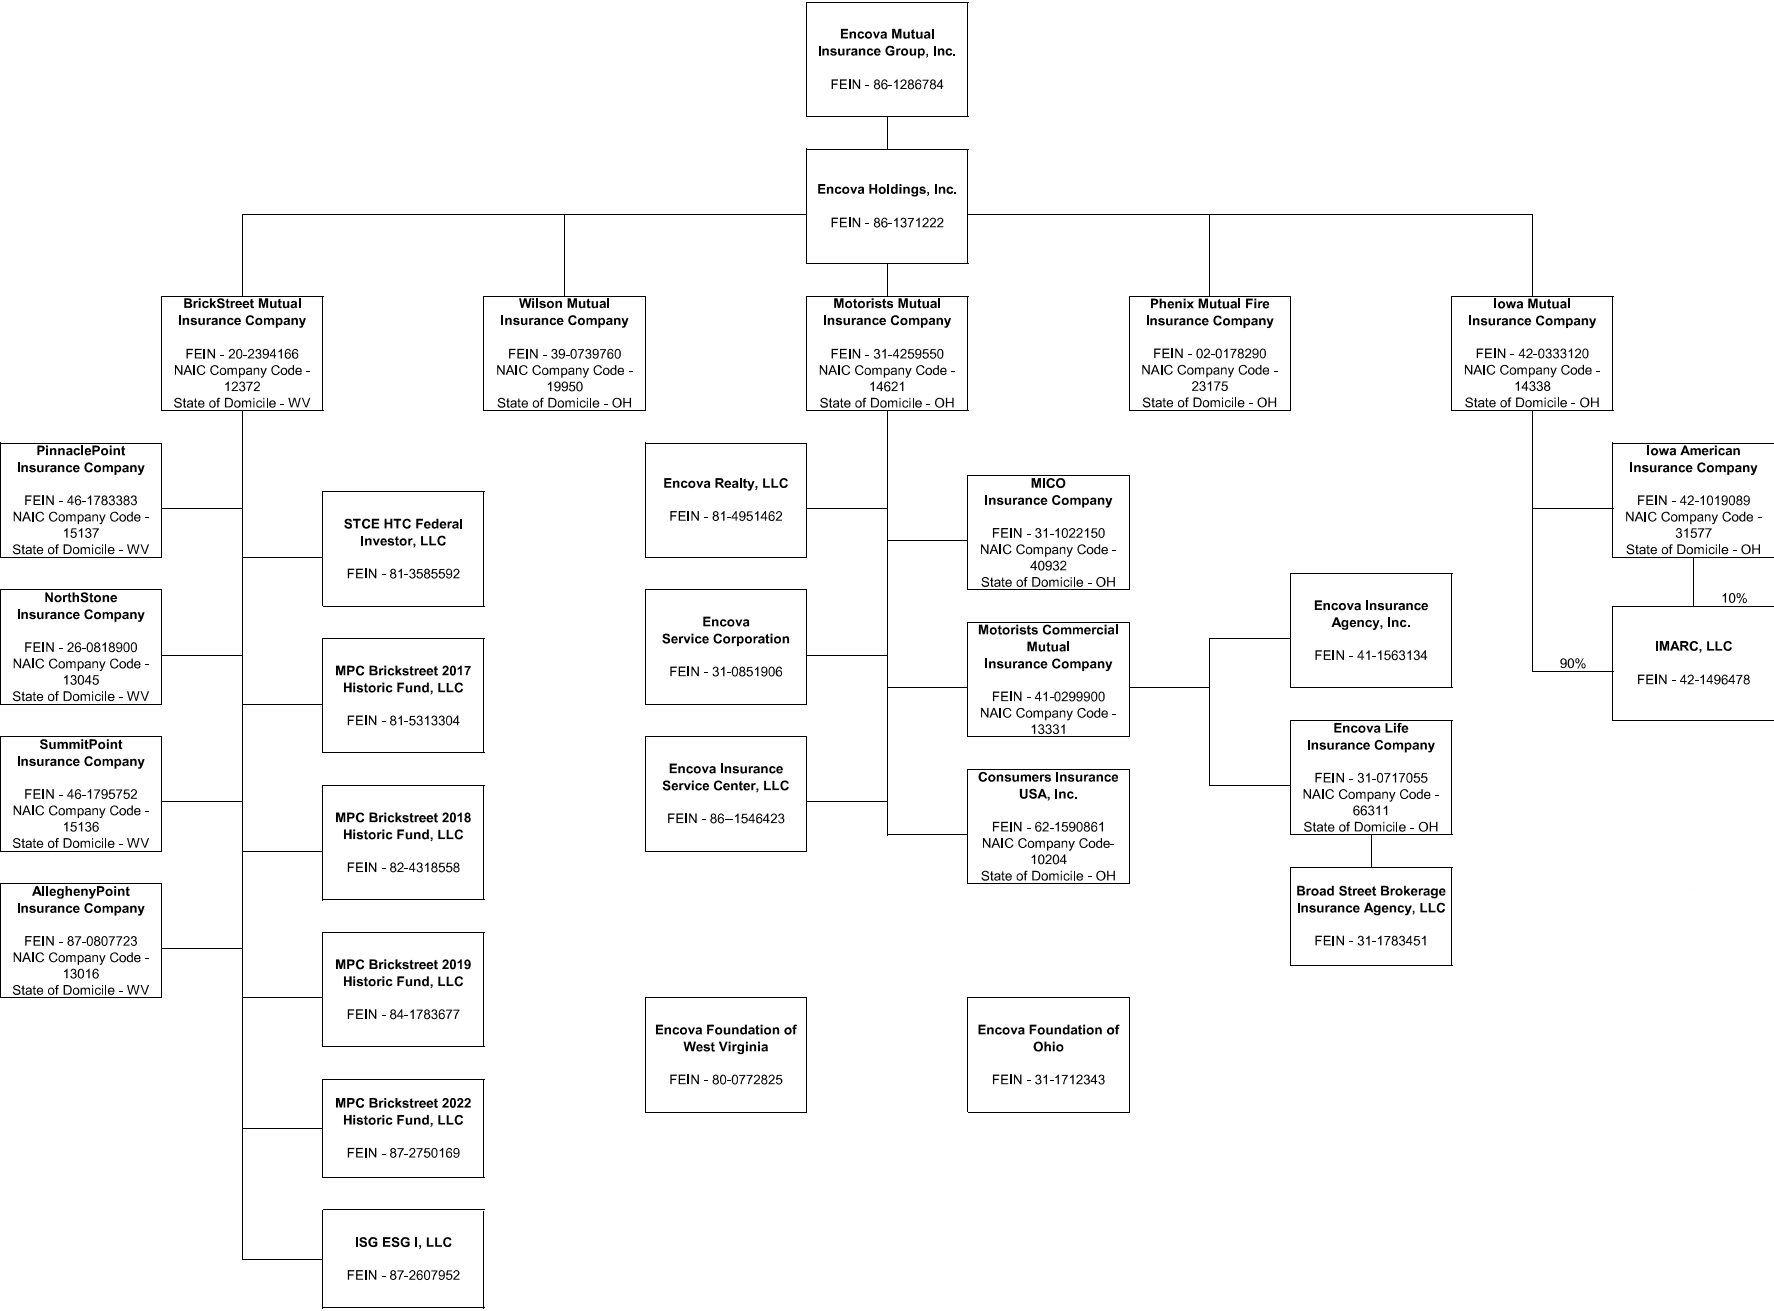 Encova Mutual
Insurance Group, Inc.
FEIN - 86-1286784
Encova Holdings, Inc.
FEIN - 86-1371222
BrickStreet Mutual
Insurance Company
FEIN - 20-2394166
NAIC Company Code -
12372
State of Domicile - WV
Wilson Mutual
Insurance Company
FEIN - 39-0739760
NAIC Company Code -
19950
State of Domicile - OH
Motorists Mutual
Insurance Company
FEIN - 31-4259550
NAIC Company Code -
14621
State of Domicile - OH
Phenix Mutual Fire
Insurance Company
FEIN - 02-0178290
NAIC Company Code -
23175
State of Domicile - OH
Iowa Mutual
Insurance Company
FEIN - 42-0333120
NAIC Company Code -
14338
State of Domicile - OH
PinnaclePoint
Insurance Company
FEIN - 46-1783383
NAIC Company Code -
15137
State of Domicile - WV
NorthStone
Insurance Company
FEIN - 26-0818900
NAIC Company Code -
13045
State of Domicile - WV
SummitPoint
Insurance Company
FEIN - 46-1795752
NAIC Company Code -
15136
State of Domicile - WV
AlleghenyPoint
Insurance Company
FEIN - 87-0807723
NAIC Company Code -
13016
State of Domicile - WV
STCE HTC Federal
Investor, LLC
FEIN - 81-3585592
MPC Brickstreet 2017
Historic Fund, LLC
FEIN - 81-5313304
MPC Brickstreet 2018
Historic Fund, LLC
FEIN - 82-4318558
MPC Brickstreet 2019
Historic Fund, LLC
FEIN - 84-1783677
MPC Brickstreet 2022
Historic Fund, LLC
FEIN - 87-2750169
ISG ESG I, LLC
FEIN - 87-2607952
Encova Realty, LLC
FEIN - 81-4951462
Encova
Service Corporation
FEIN - 31-0851906
Encova Insurance
Service Center, LLC
FEIN - 86--1546423
MICO
Insurance Company
FEIN - 31-1022150
NAIC Company Code -
40932
State of Domicile - OH
Motorists Commercial
Mutual
Insurance Company
FEIN - 41-0299900
NAIC Company Code -
13331
Consumers Insurance
USA, Inc.
FEIN - 62-1590861
NAIC Company Code-
10204
State of Domicile - OH
Encova Insurance
Agency, Inc.
FEIN - 41-1563134
Encova Life
Insurance Company
FEIN - 31-0717055
NAIC Company Code -
66311
State of Domicile - OH
Broad Street Brokerage
Insurance Agency, LLC
FEIN - 31-1783451
Iowa American
Insurance Company
FEIN - 42-1019089
NAIC Company Code -
31577
State of Domicile - OH
10%
90%
IMARC, LLC
FEIN - 42-1496478
Encova Foundation of
West Virginia
FEIN - 80-0772825
Encova Foundation of
Ohio
FEIN - 31-1712343